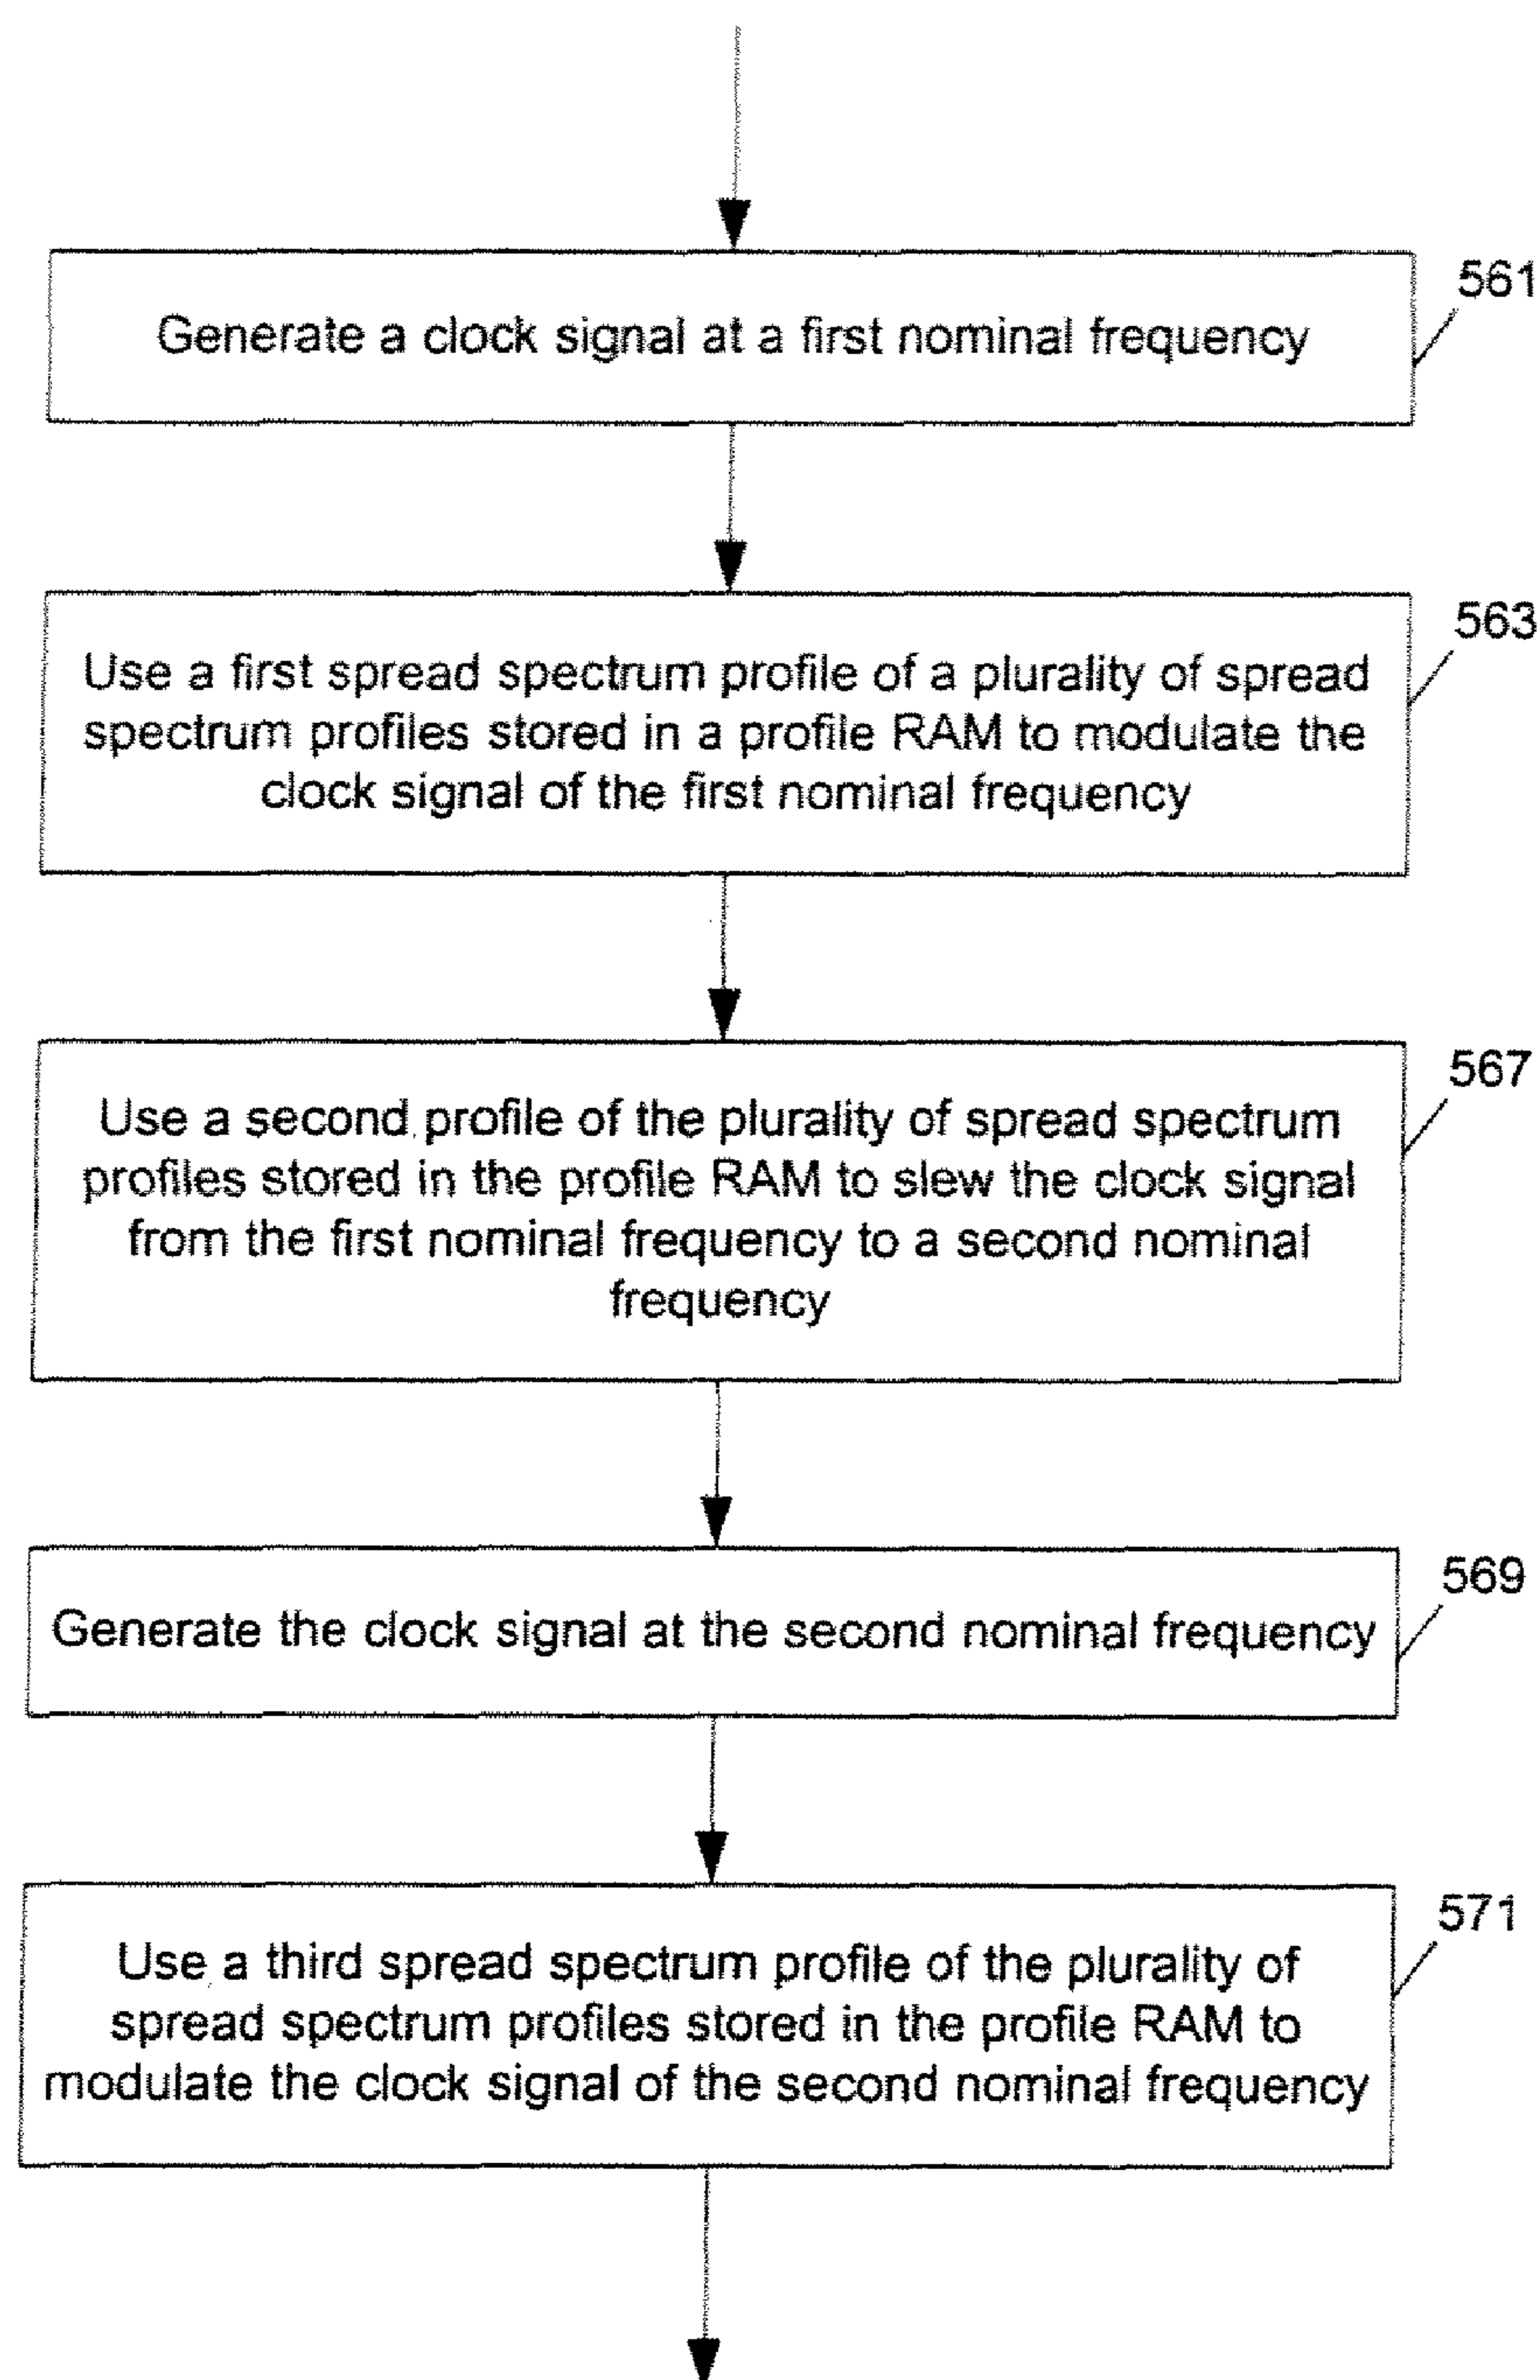 561
Generate a clock signal at a first nominal frequency
563
Use a first spread spectrum profile of a plurality of spread
spectrum profiles stored in a profile RAM to modulate the
clock signal of the first nominal frequency
567
Use a second profile of the plurality of spread spectrum
profiles stored in the profile RAM to slew the clock signal
from the first nominal frequency to a second nominal
frequency
569
Generate the clock signal at the second nominal frequency
571
Use a third spread spectrum profile of the plurality of
spread spectrum profiles stored in the profile RAM to
modulate the clock signal of the second nominal frequency